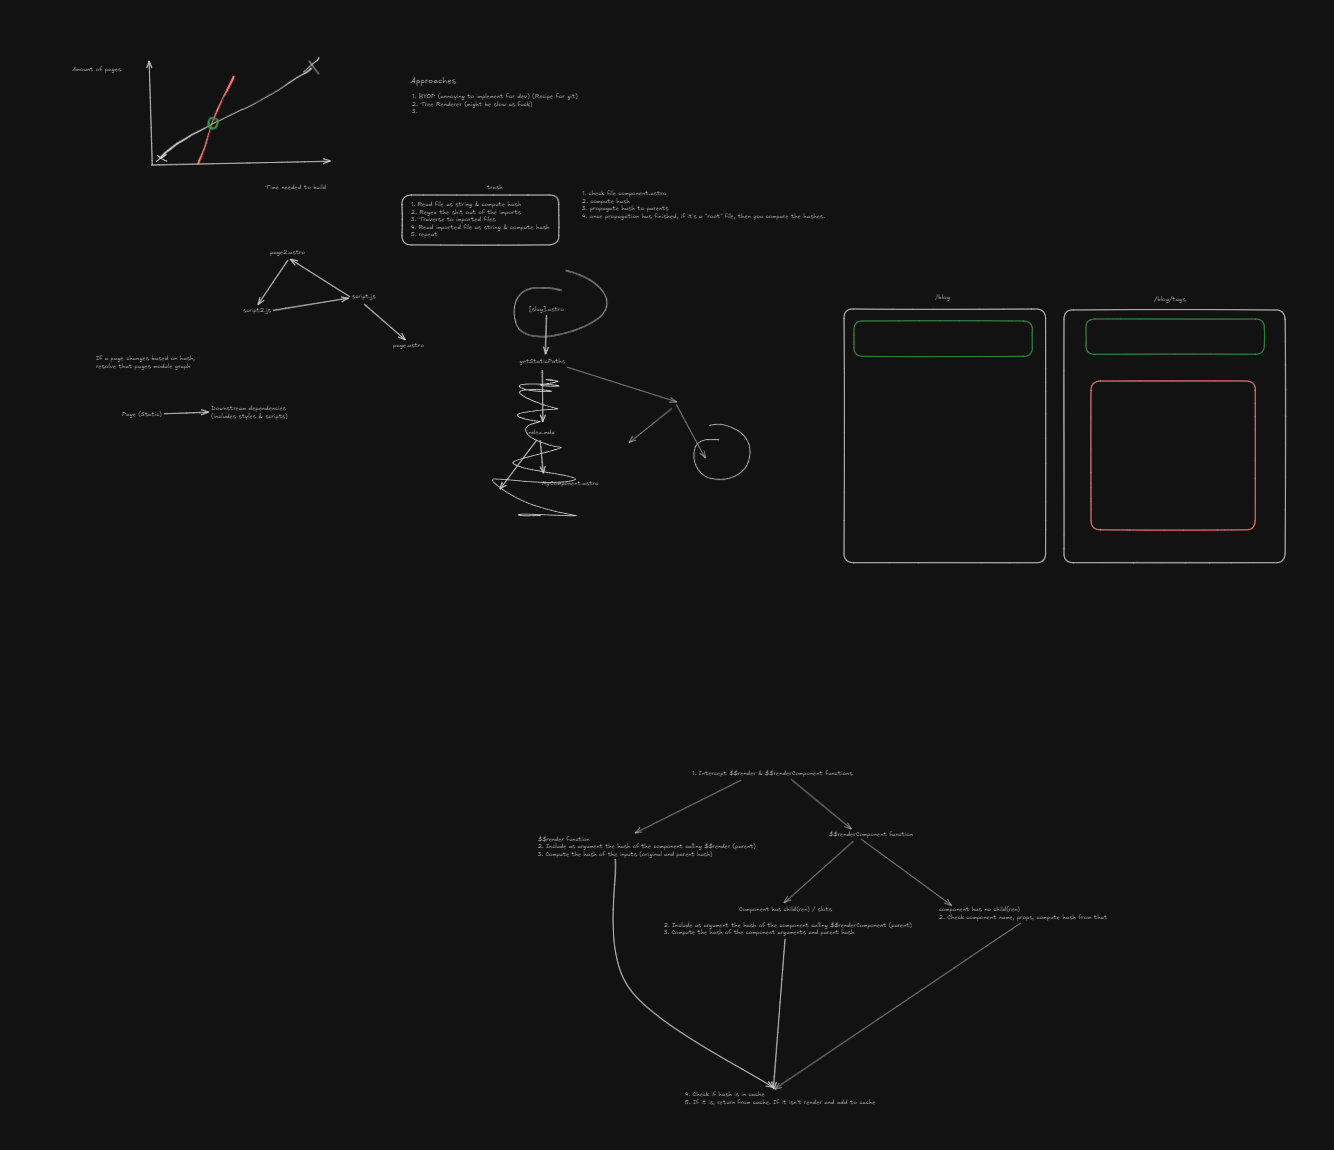 Amount of pages
Time needed to build
Approaches
1. BYOP (annoying to implement for dev) (Recipe for git)
2. Tree Renderer (might be slow as fuck)
3.
trash
1. Read file as string & compute hash
2. Regex the shit out of the imports
3. Traverse to imported files
4. Read imported file as string & compute hash
5. repeat
1. check file component.astro
2. compute hash
3. propagate hash to parents
4. once propagation has finished, if it's a "root" file, then you compare the hashes.
page2.astro
script2.js
script.js
page.astro
If a page changes based on hash,
resolve that pages module graph
Page (Static)
Downstream dependencies
(includes styles & scripts)
[slug].astro
getStaticPaths
index.mdx
MyComponent.astro
/blog
/blog/tags
1. Intercept $$render & $$renderComponent functions
$$render function
2. Include as argument the hash of the component calling $$render (parent)
3. Compute the hash of the inputs (original and parent hash)
$$renderComponent function
Component has child(ren) / slots
2. Include as argument the hash of the component calling $$renderComponent (parent)
3. Compute the hash of the component arguments and parent hash
component has no child(ren)
2. Check component name, props, compute hash from that
4. Check if hash is in cache
5. If it is, return from cache. If it isn't render and add to cache